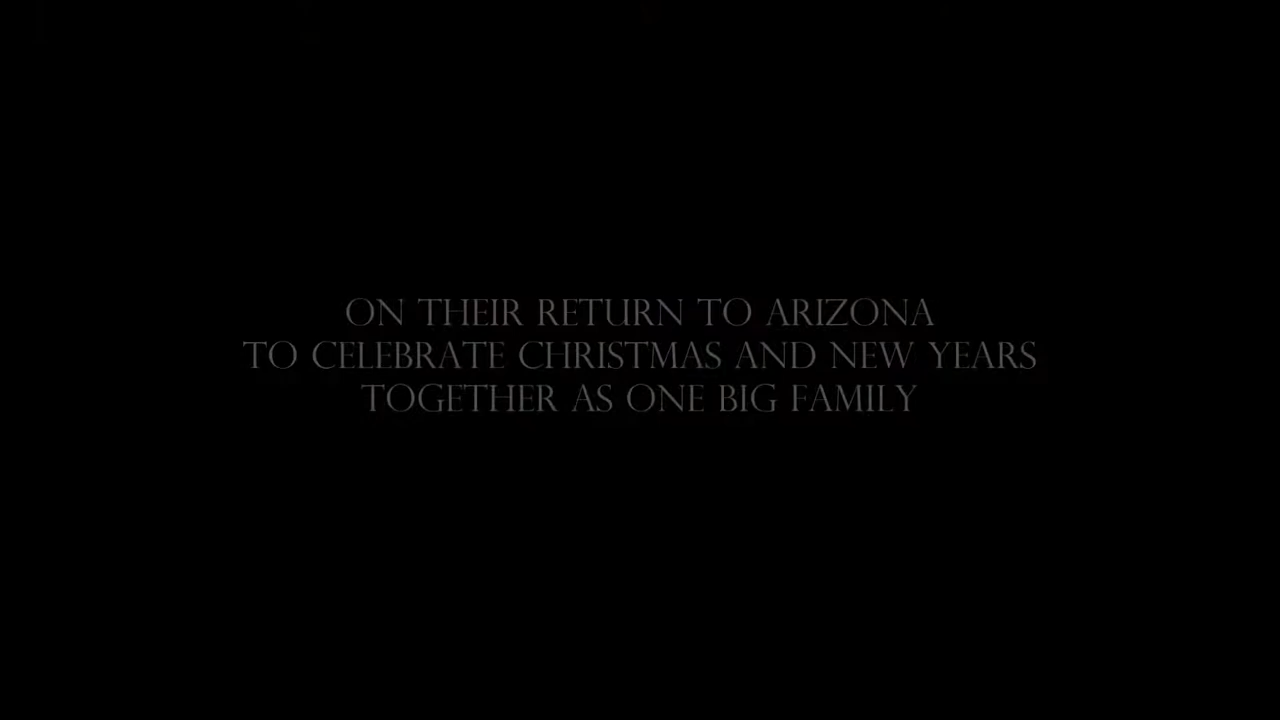 ON THEIR RETURN TO ARIZONA
TO CELEBRATE CHRISTMAS AND NEW YEARS
TOGETHER AS ONE BIG FAMILY